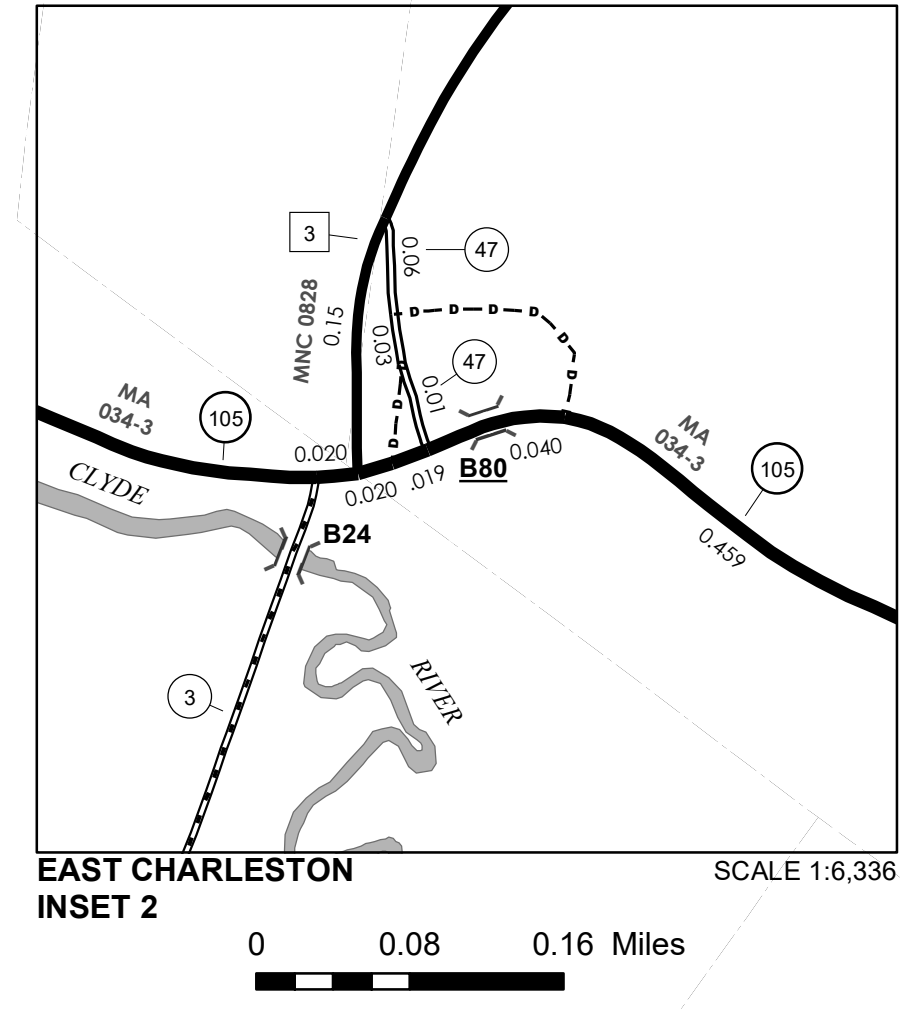 3
47
0.06
MNC 0828
0.15
0.03
D D D D D D
47
0.01
D D
MA
034-3
105
0.020
0.020
.019
B80
0.040
MA
034-3
105
0.459
CLYDE
B24
RIVER
3
EAST CHARLESTON
INSET 2
SCALE 1:6,336
0 0.08 0.16 Miles